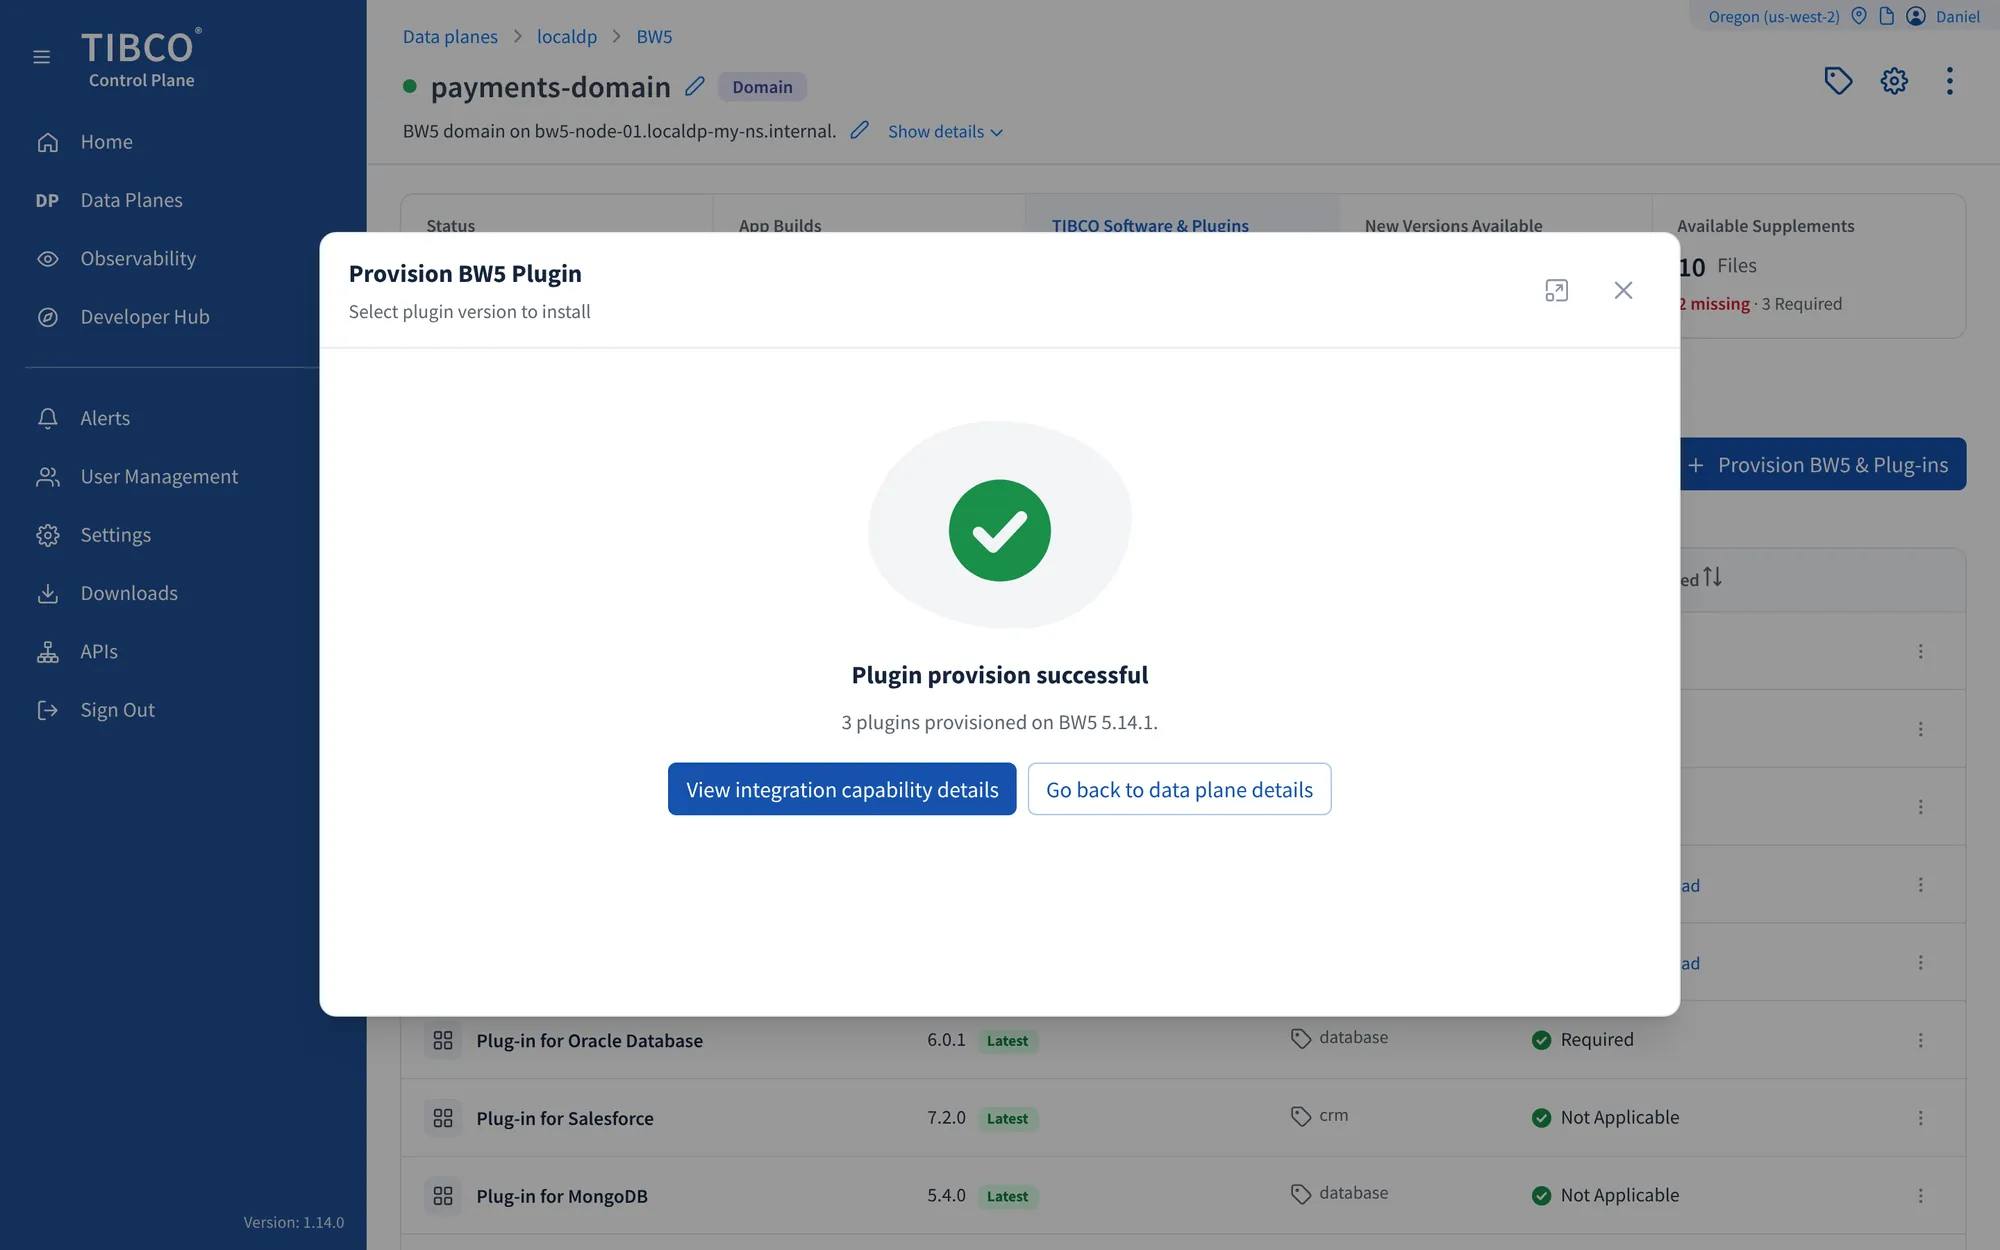 TIBCO®
Control Plane
Home
DP Data Planes
Observability
Developer Hub
Alerts
User Management
Settings
Downloads
APIs
Sign Out
Version: 1.14.0
Oregon (us-west-2) Daniel
Data planes > localdp > BW5
payments-domain Domain
BW5 domain on bw5-node-01.localdp-my-ns.internal. Show details
Status App Builds TIBCO Software & Plugins New Versions Available Available Supplements
10 Files
2 missing · 3 Required
+ Provision BW5 & Plug-ins
Provision BW5 Plugin
Select plugin version to install
Plugin provision successful
3 plugins provisioned on BW5 5.14.1.
View integration capability details Go back to data plane details
ed
ad
ad
Plug-in for Oracle Database 6.0.1 Latest database Required
Plug-in for Salesforce 7.2.0 Latest crm Not Applicable
Plug-in for MongoDB 5.4.0 Latest database Not Applicable